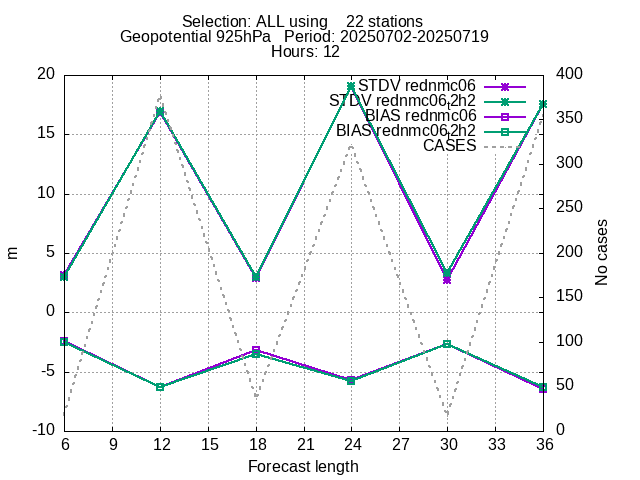 Selection: ALL using 22 stations
Geopotential 925hPa Period: 20250702-20250719
Hours: 12
STDV rednmc06
STDV rednmc06t2h2
BIAS rednmc06
BIAS rednmc06t2h2
CASES
20
15
10
5
0
-5
-10
m
400
350
300
250
200
150
100
50
0
No cases
6 9 12 15 18 21 24 27 30 33 36
Forecast length